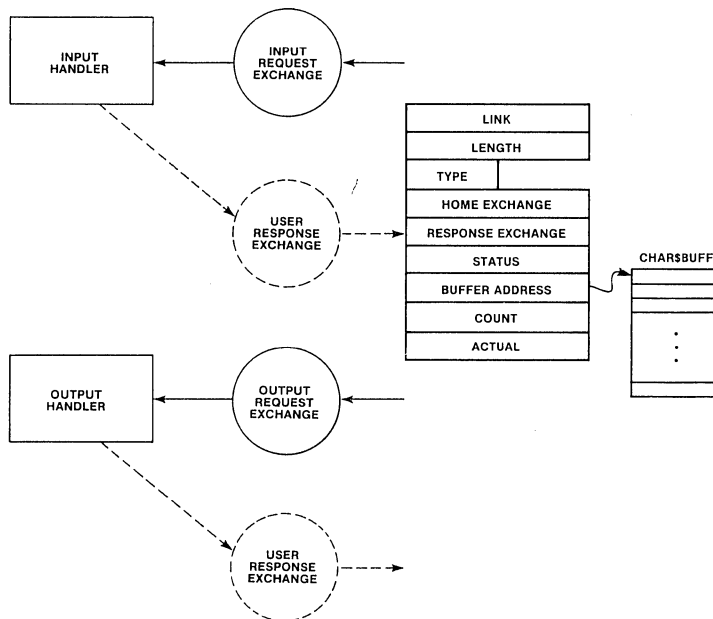 INPUT
HANDLER
INPUT
REQUEST
EXCHANGE
LINK
LENGTH
TYPE
HOME EXCHANGE
RESPONSE EXCHANGE
STATUS
BUFFER ADDRESS
COUNT
ACTUAL
USER
RESPONSE
EXCHANGE
CHAR$BUFF
OUTPUT
HANDLER
OUTPUT
REQUEST
EXCHANGE
USER
RESPONSE
EXCHANGE